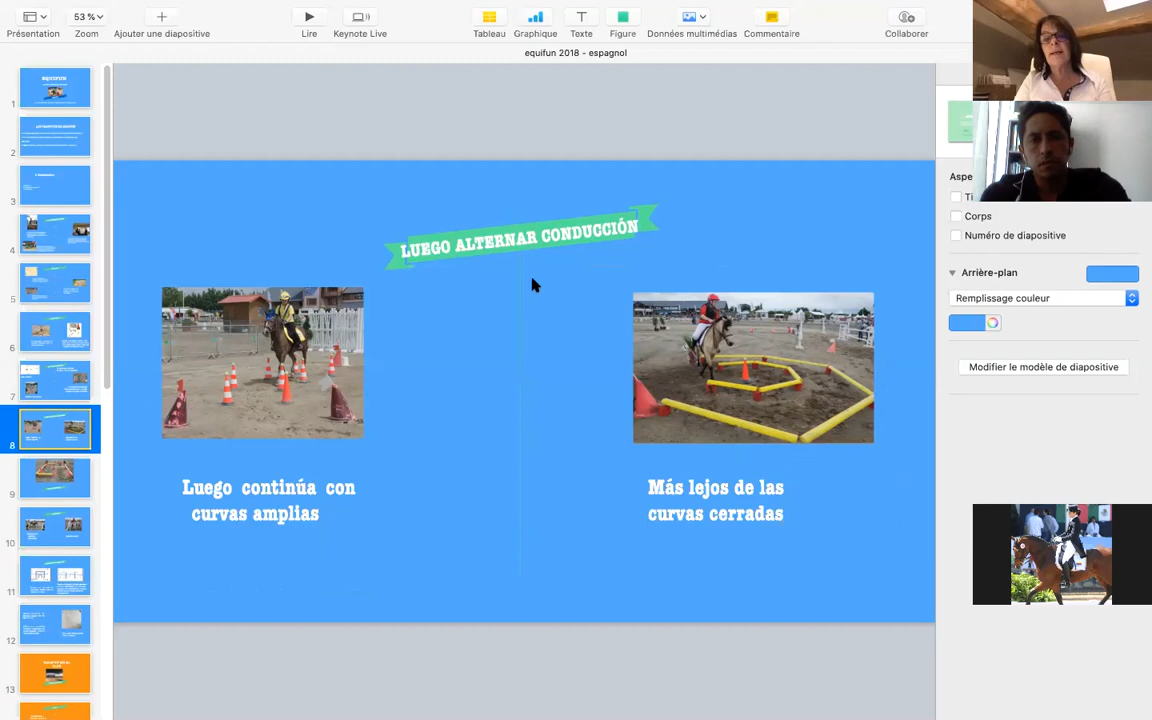 53 %
Présentation
Zoom
Ajouter une diapositive
Lire
Keynote Live
Tableau
Graphique
Texte
Figure
Données multimédias
Commentaire
Collaborer
equifun 2018 - espagnol
1
2
3
4
5
6
7
8
9
10
11
12
13
LUEGO ALTERNAR CONDUCCIÓN
Luego continúa con
curvas amplias
Más lejos de las
curvas cerradas
Corps
Numéro de diapositive
Arrière-plan
Remplissage couleur
Modifier le modèle de diapositive